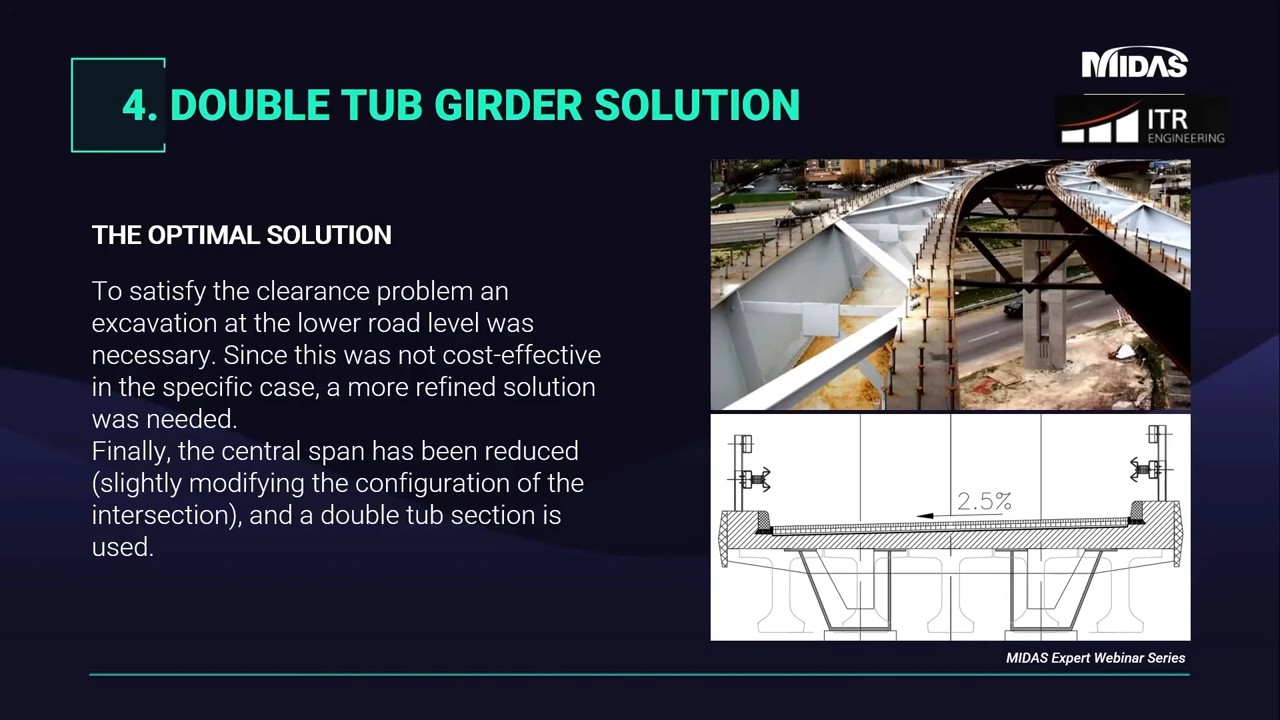 MIDAS
4. DOUBLE TUB GIRDER SOLUTION
ITR
ENGINEERING
THE OPTIMAL SOLUTION
To satisfy the clearance problem an
excavation at the lower road level was
necessary. Since this was not cost-effective
in the specific case, a more refined solution
was needed.
Finally, the central span has been reduced
(slightly modifying the configuration of the
intersection), and a double tub section is
used.
2.5%
MIDAS Expert Webinar Series